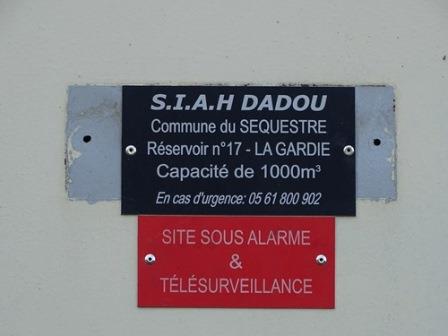 S.I.A.H DADOU
Commune du SEQUESTRE
Réservoir n°17 - LA GARDIE
Capacité de 1000m³
En cas d'urgence: 05 61 800 902
SITE SOUS ALARME
&
TÉLÉSURVEILLANCE